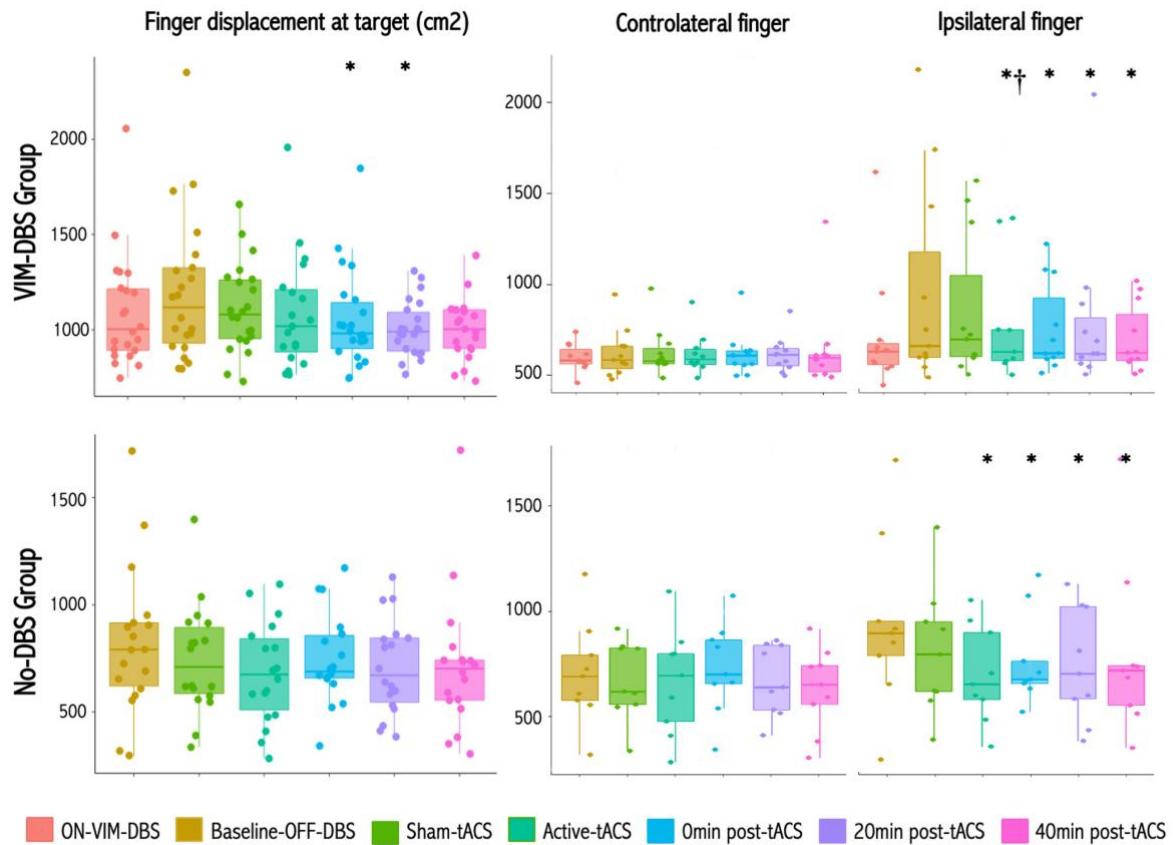 Finger displacement at target (cm2)
Controlateral finger
Ipsilateral finger
VIM-DBS Group
2000
1500
1000
* *
2000
1500
1000
500
*† * * *
No-DBS Group
1500
1000
500
1500
1000
500
* * * *
ON-VIM-DBS Baseline-OFF-DBS Sham-tACS Active-tACS 0min post-tACS 20min post-tACS 40min post-tACS